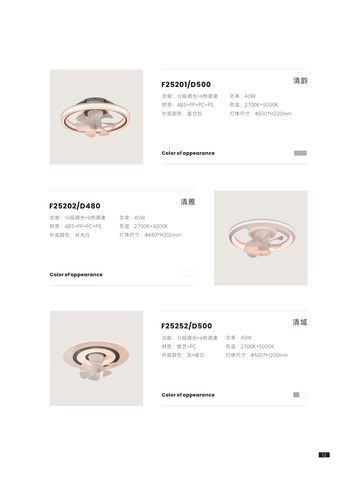 F25201/D500
清韵
功能：分段调光+6档调速
功率：40W
材质：ABS+PP+PC+PS
色温：2700K+5000K
外观颜色：星空灰
灯体尺寸：Φ500*H220mm
Color of appearance
F25202/D480
清雅
功能：分段调光+6档调速
功率：40W
材质：ABS+PP+PC+PS
色温：2700K+5000K
外观颜色：月光白
灯体尺寸：Φ480*H200mm
Color of appearance
F25252/D500
清域
功能：分段调光+6档调速
功率：40W
材质：铁艺+PC
色温：2700K+5000K
外观颜色：灰+暖白
灯体尺寸：Φ500*H200mm
Color of appearance
12